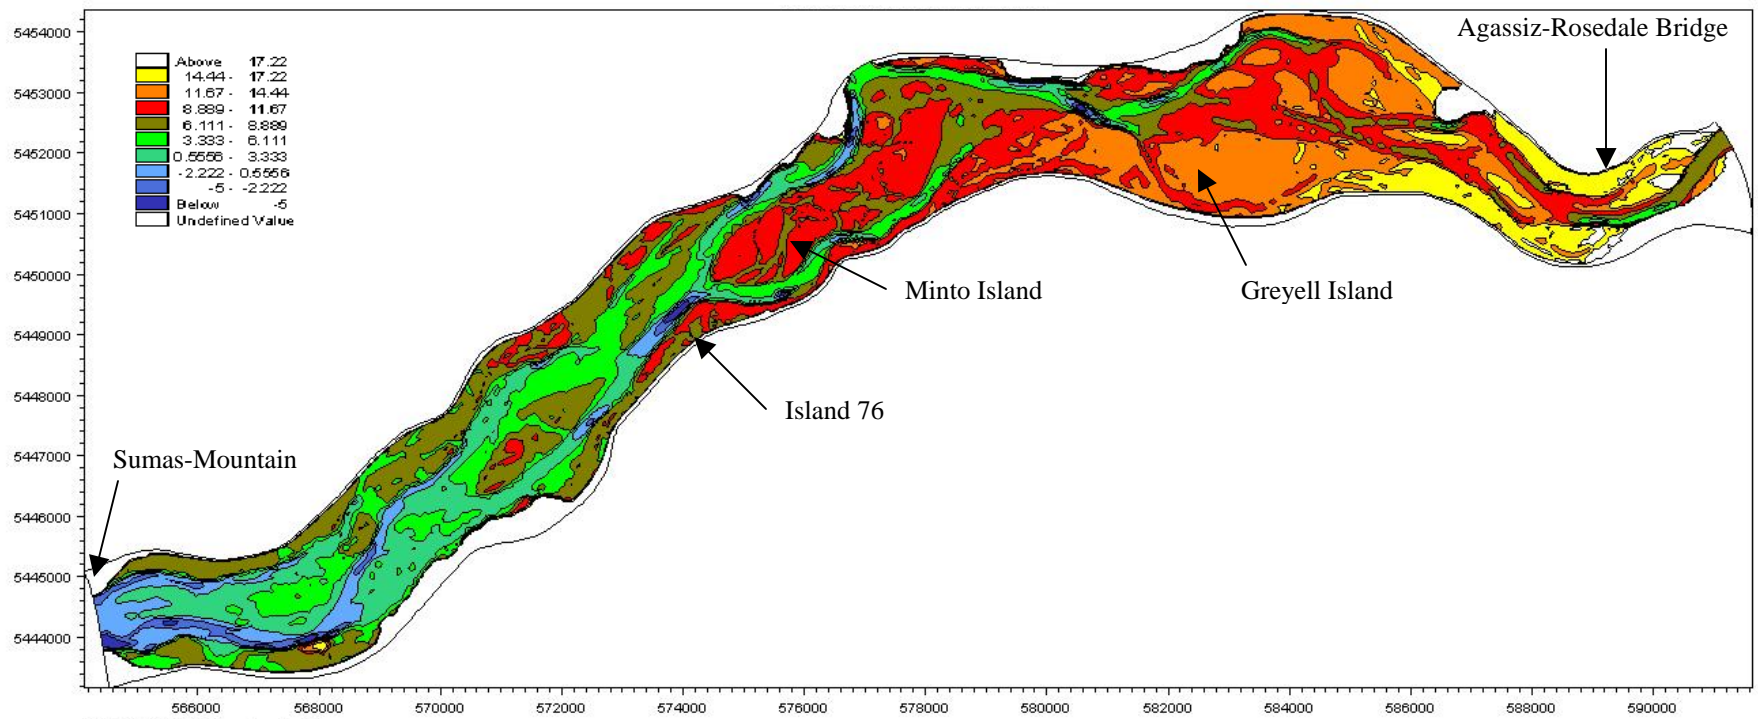 5454000
5453000
5452000
5451000
5450000
5449000
5448000
5447000
5446000
5445000
5444000
Above 17.22
14.44 - 17.22
11.67 - 14.44
8.889 - 11.67
6.111 - 8.889
3.333 - 6.111
0.5556 - 3.333
-2.222 - 0.5556
-5 - -2.222
Below -5
Undefined Value
Agassiz-Rosedale Bridge
Minto Island
Greyell Island
Island 76
Sumas-Mountain
566000 568000 570000 572000 574000 576000 578000 580000 582000 584000 586000 588000 590000